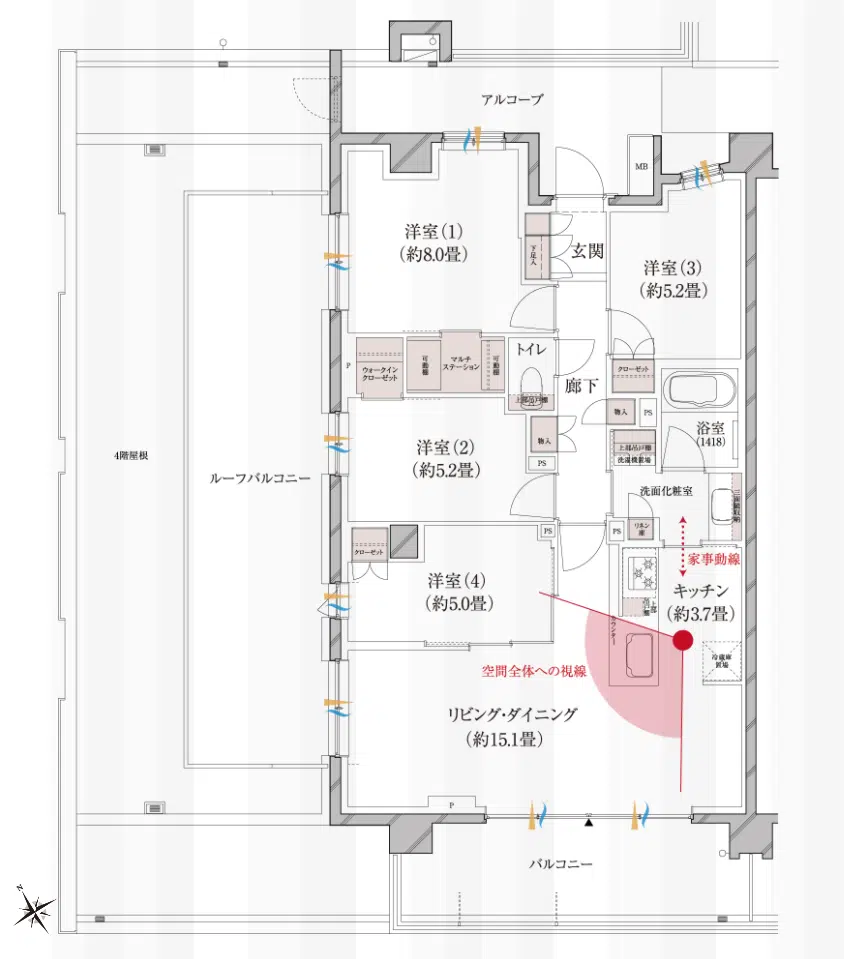 アルコーブ
MB
洋室（1）
（約8.0畳）
下足入
玄関
洋室（3）
（約5.2畳）
P
ウォークイン
クローゼット
可動棚
マルチ
ステーション
可動棚
トイレ
上部吊戸棚
廊下
クローゼット
物入
PS
浴室
（1418）
洋室（2）
（約5.2畳）
物入
PS
上部吊戸棚
洗濯機置場
4階屋根
ルーフバルコニー
洗面化粧室
三面鏡収納
リネン庫
PS
PS
クローゼット
家事動線
洋室（4）
（約5.0畳）
キッチン
（約3.7畳）
カウンター
冷蔵庫
置場
空間全体への視線
リビング・ダイニング
（約15.1畳）
P
バルコニー
N